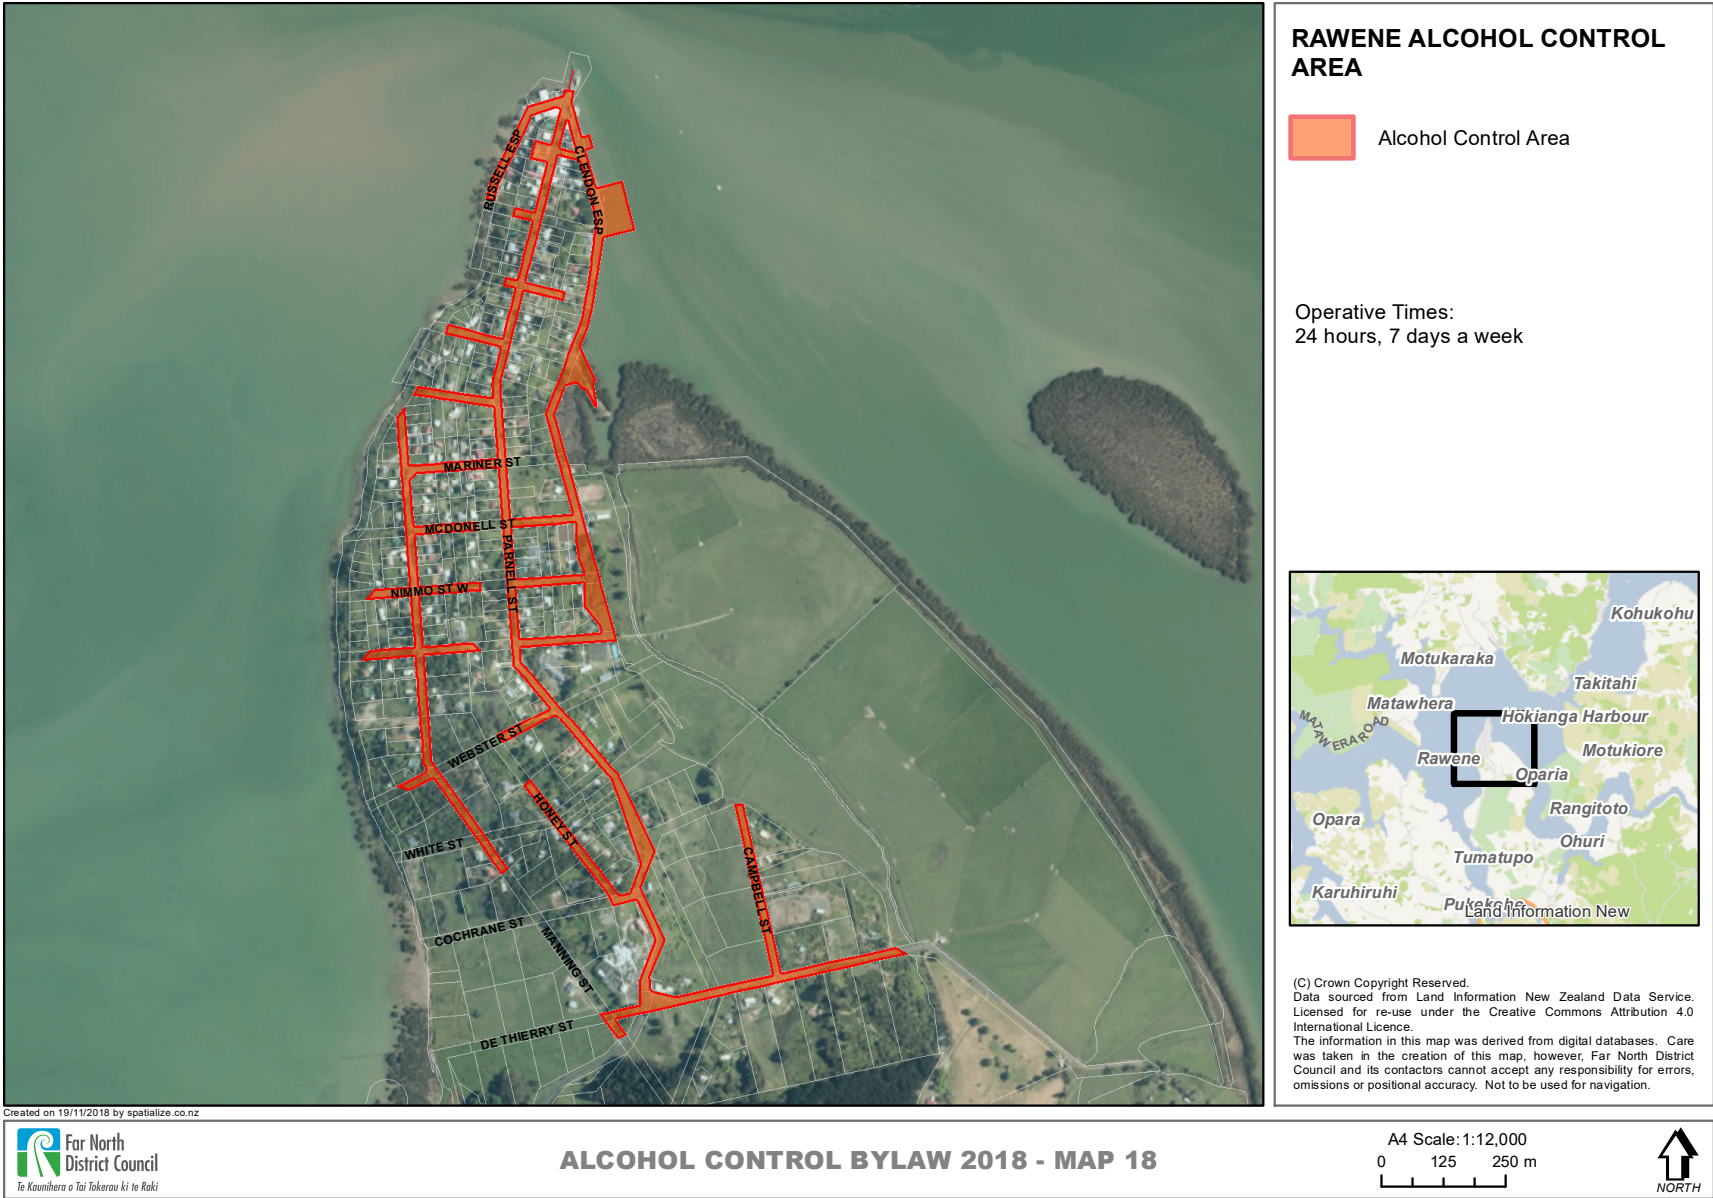 RUSSELL ESP
CLENDON ESP
MARINER ST
MCDONELL ST
PARNELL ST
NIMMO ST W
WEBSTER ST
HONEY ST
WHITE ST
CAMPBELL ST
COCHRANE ST
MANNING ST
DE THIERRY ST
RAWENE ALCOHOL CONTROL
AREA
Alcohol Control Area
Operative Times:
24 hours, 7 days a week
Kohukohu
Motukaraka
Takitahi
Matawhera
Hokianga Harbour
MATAWERA ROAD
Motukiore
Rawene
Oparia
Rangitoto
Opara
Ohuri
Tumatupo
Karuhiruhi
Pukekohe
Land Information New
(C) Crown Copyright Reserved.
Data sourced from Land Information New Zealand Data Service.
Licensed for re-use under the Creative Commons Attribution 4.0
International Licence.
The information in this map was derived from digital databases. Care
was taken in the creation of this map, however, Far North District
Council and its contactors cannot accept any responsibility for errors,
omissions or positional accuracy. Not to be used for navigation.
Created on 19/11/2018 by spatialize.co.nz
Far North
District Council
Te Kaunihera o Tai Tokerau ki te Raki
ALCOHOL CONTROL BYLAW 2018 - MAP 18
A4 Scale: 1:12,000
0 125 250 m
NORTH